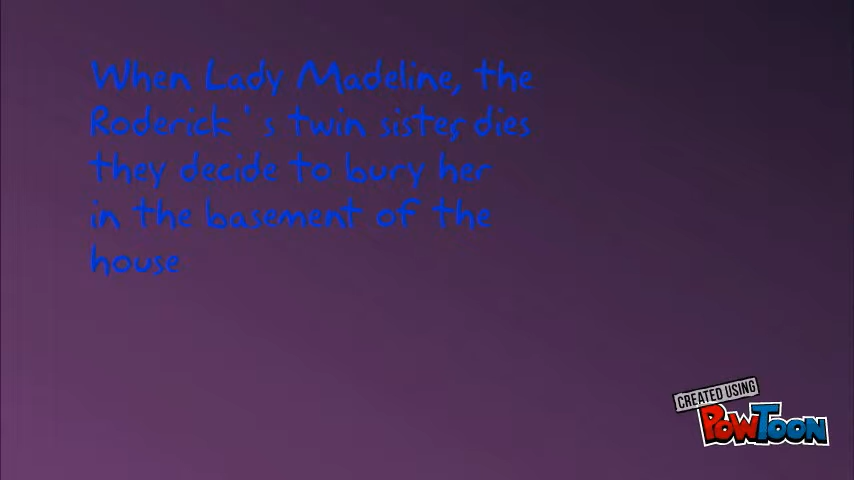 When Lady Madeline, the
Roderick's twin sister, dies
they decide to bury her
in the basement of the
house
CREATED USING
POWTOON